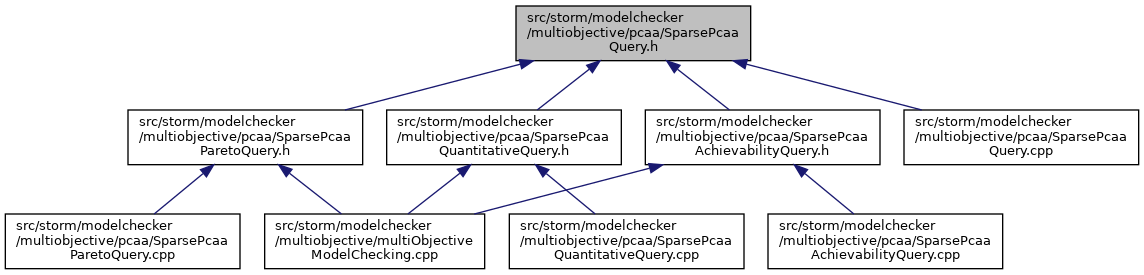 src/storm/modelchecker
/multiobjective/pcaa/SparsePcaa
Query.h
src/storm/modelchecker
/multiobjective/pcaa/SparsePcaa
ParetoQuery.h
src/storm/modelchecker
/multiobjective/pcaa/SparsePcaa
QuantitativeQuery.h
src/storm/modelchecker
/multiobjective/pcaa/SparsePcaa
AchievabilityQuery.h
src/storm/modelchecker
/multiobjective/pcaa/SparsePcaa
Query.cpp
src/storm/modelchecker
/multiobjective/pcaa/SparsePcaa
ParetoQuery.cpp
src/storm/modelchecker
/multiobjective/multiObjective
ModelChecking.cpp
src/storm/modelchecker
/multiobjective/pcaa/SparsePcaa
QuantitativeQuery.cpp
src/storm/modelchecker
/multiobjective/pcaa/SparsePcaa
AchievabilityQuery.cpp